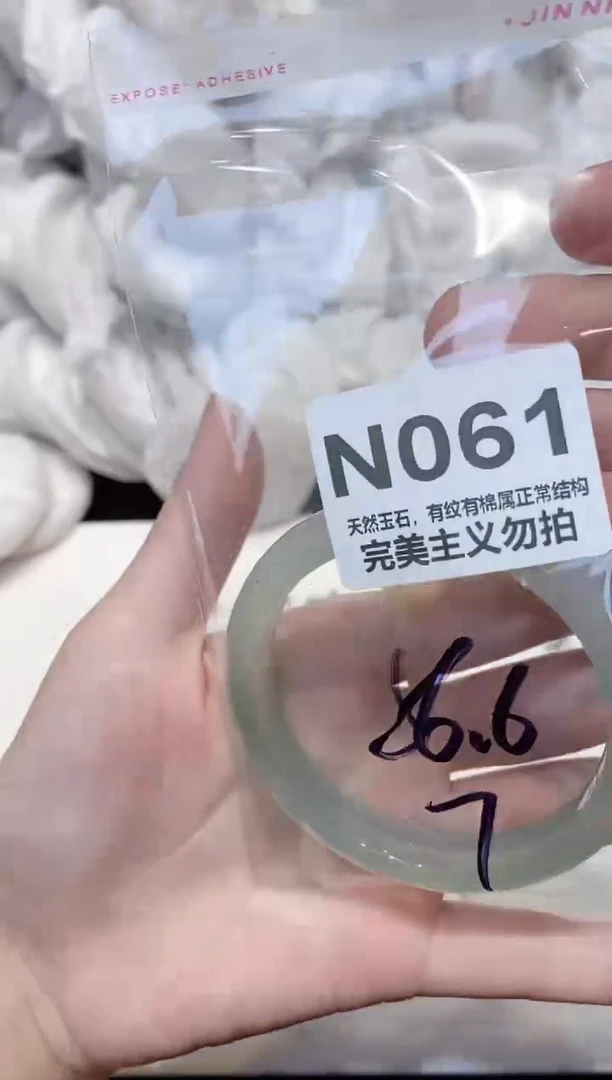 JIN N
EXPOSE ADHESIVE
N061
天然玉石，有纹有棉属正常结构
完美主义勿拍
56.6
7